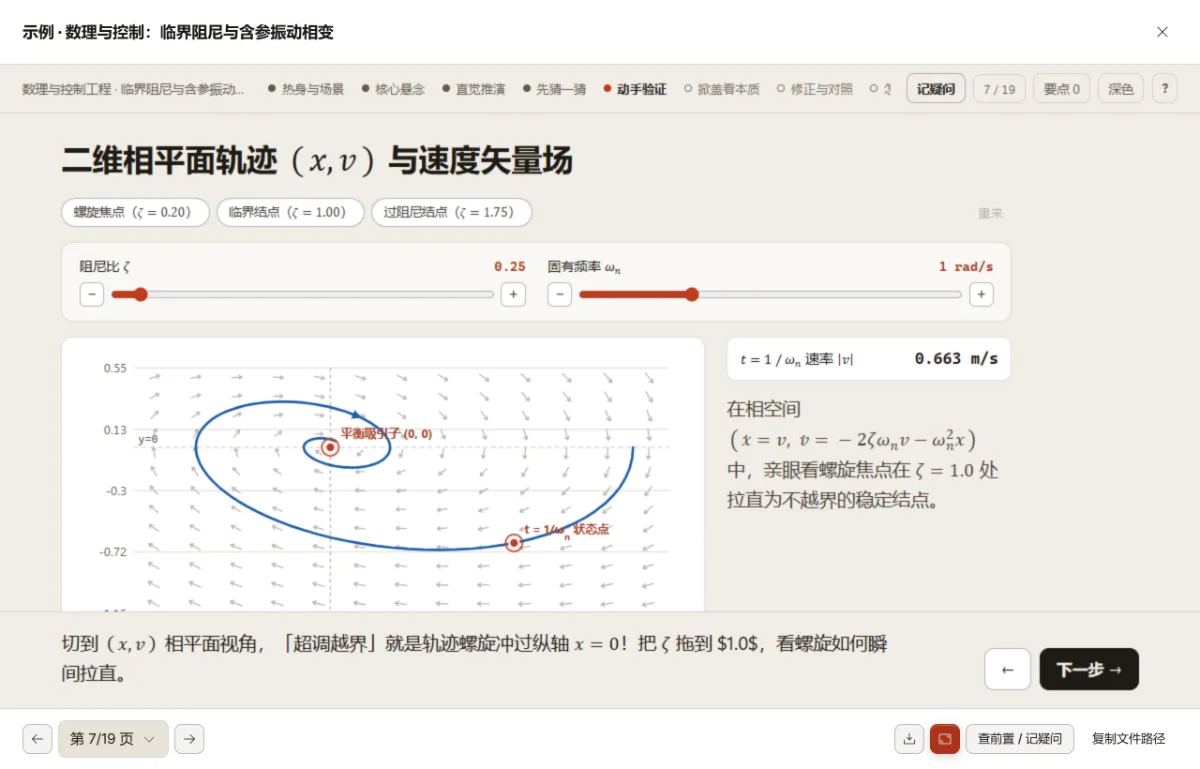 示例 · 数理与控制：临界阻尼与含参振动相变
数理与控制工程 · 临界阻尼与含参振动... 热身与场景 核心悬念 直觉推演 先猜一猜 动手验证 掀盖看本质 修正与对照 记疑问 7 / 19 要点 0 深色 ?
二维相平面轨迹（x, v）与速度矢量场
螺旋焦点（ζ = 0.20） 临界结点（ζ = 1.00） 过阻尼结点（ζ = 1.75） 重来
阻尼比 ζ 0.25 固有频率 ωₙ 1 rad/s
− + − +
0.55
0.13
y=0
-0.3
-0.72
平衡吸引子 (0, 0)
t = 1/ωₙ 状态点
t = 1 / ωₙ 速率 |v| 0.663 m/s
在相空间
(ẋ = v, v̇ = − 2ζωₙv − ωₙ²x)
中，亲眼看螺旋焦点在 ζ = 1.0 处
拉直为不越界的稳定结点。
切到（x, v）相平面视角，「超调越界」就是轨迹螺旋冲过纵轴 x = 0！把 ζ 拖到 $1.0$，看螺旋如何瞬
间拉直。
← 下一步 →
← 第 7/19 页 → 查前置 / 记疑问 复制文件路径